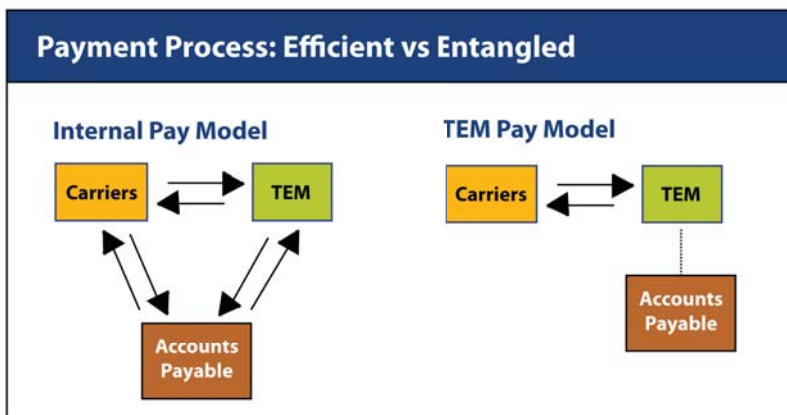 Payment Process: Efficient vs Entangled
Internal Pay Model
Carriers
TEM
Accounts
Payable
TEM Pay Model
Carriers
TEM
Accounts
Payable